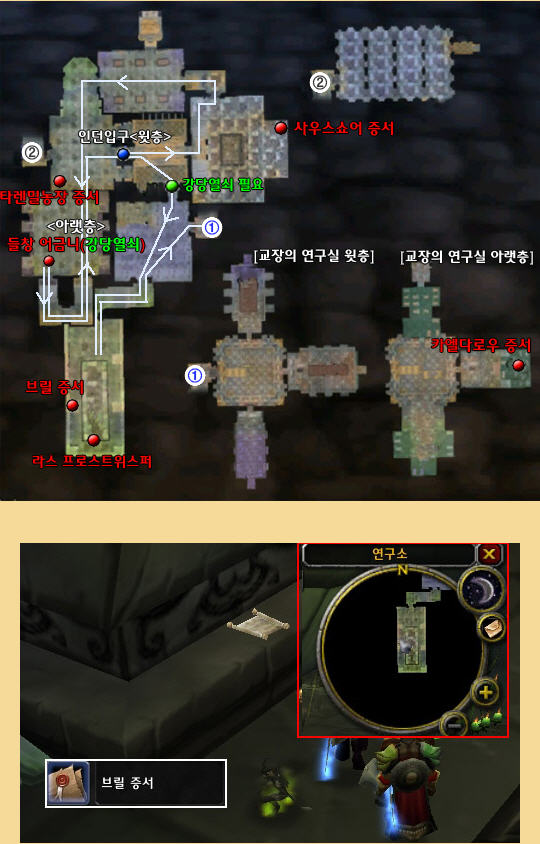 ②
인던입구<윗층>
사우스쇼어 증서
②
강당열쇠 필요
타렌밀농장 증서
<아랫층>
①
들창 어금니(강당열쇠)
[교장의 연구실 윗층]
[교장의 연구실 아랫층]
카엘다로우 증서
①
브릴 증서
라스 프로스트위스퍼
연구소
N
브릴 증서